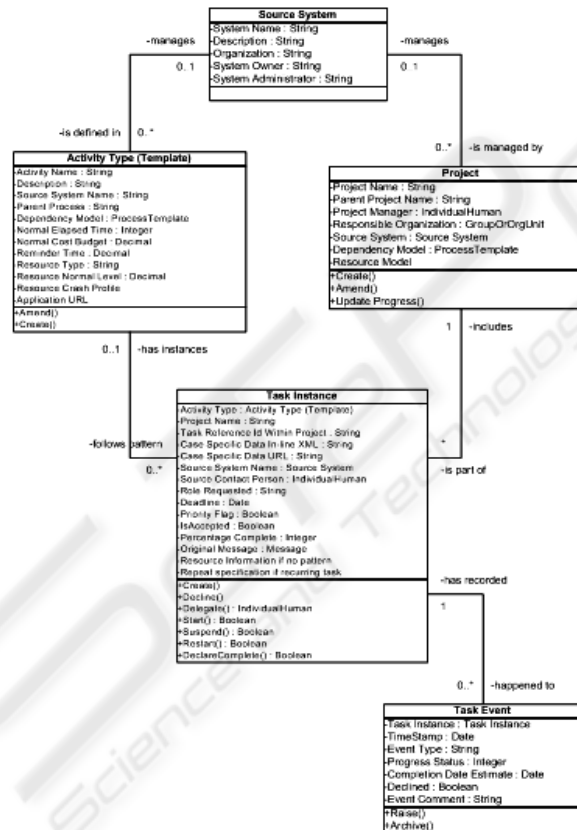 Source System
-System Name : String
-Description : String
-Organization : String
-System Owner : String
-System Administrator : String
-manages
0..1
-manages
0..1
-is defined in
0..*
0..*
-is managed by
Activity Type (Template)
-Activity Name : String
-Description : String
-Source System Name : String
-Parent Process : String
-Dependency Model : ProcessTemplate
-Normal Elapsed Time : Integer
-Normal Cost Budget : Decimal
-Reminder Time : Decimal
-Resource Type : String
-Resource Normal Level : Decimal
-Resource Crash Profile
-Application URL
+Amend()
+Create()
Project
-Project Name : String
-Parent Project Name : String
-Project Manager : IndividualHuman
-Responsible Organization : GroupOrOrgUnit
-Source System : Source System
-Dependency Model : ProcessTemplate
-Resource Model
+Create()
+Amend()
+Update Progress()
0..1
-has instances
1
-includes
-follows pattern
0..*
*
-is part of
Task Instance
-Activity Type : Activity Type (Template)
-Project Name : String
-Task Reference Id Within Project : String
-Case Specific Data In-line XML : String
-Case Specific Data URL : String
-Source System Name : Source System
-Source Contact Person : IndividualHuman
-Role Requested : String
-Deadline : Date
-Priority Flag : Boolean
-IsAccepted : Boolean
-Percentage Complete : Integer
-Original Message : Message
-Resource Information if no pattern
-Repeat specification if recurring task
+Create()
+Decline()
+Delegate() : IndividualHuman
+Start() : Boolean
+Suspend() : Boolean
+Restart() : Boolean
+DeclareComplete() : Boolean
-has recorded
1
0..*
-happened to
Task Event
-Task Instance : Task Instance
-TimeStamp : Date
-Event Type : String
-Progress Status : Integer
-Completion Date Estimate : Date
-Declined : Boolean
-Event Comment : String
+Raise()
+Archive()